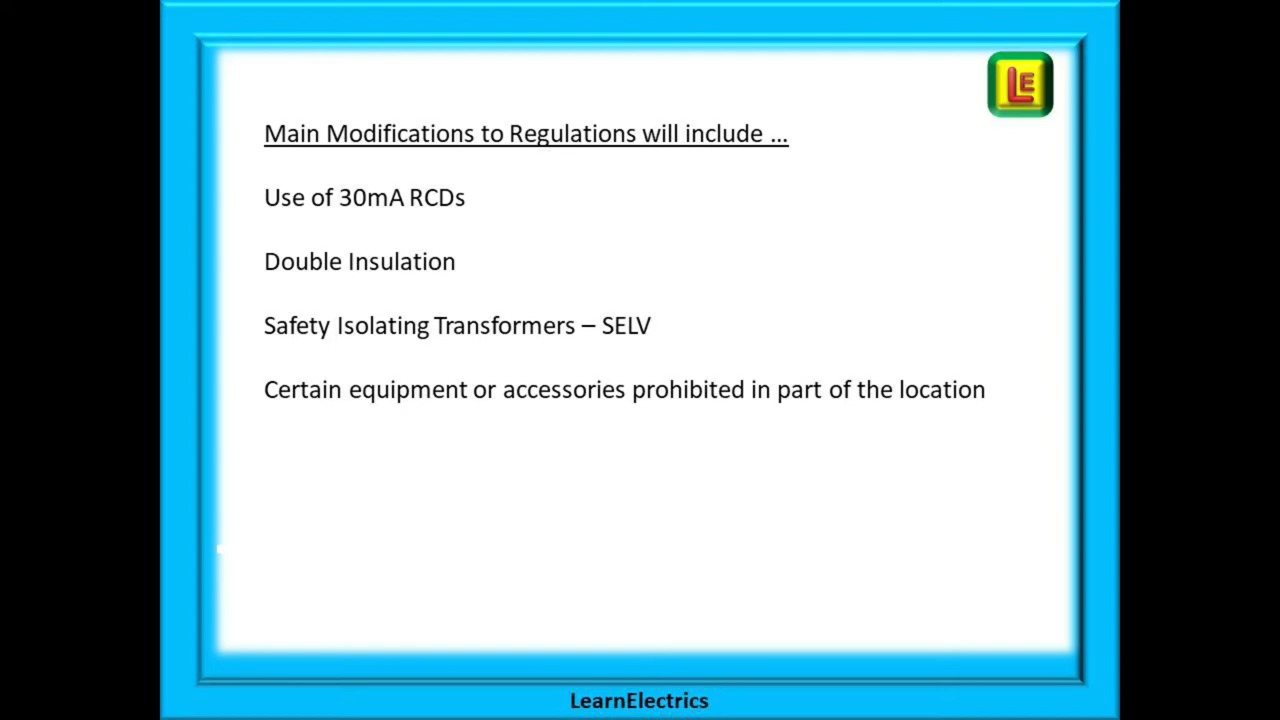 LE
Main Modifications to Regulations will include ...
Use of 30mA RCDs
Double Insulation
Safety Isolating Transformers – SELV
Certain equipment or accessories prohibited in part of the location
LearnElectrics